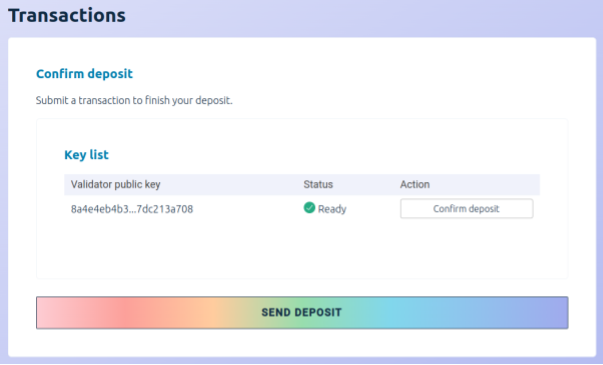 Transactions
Confirm deposit
Submit a transaction to finish your deposit.
Key list
Validator public key Status Action
8a4e4eb4b3...7dc213a708 Ready Confirm deposit
SEND DEPOSIT